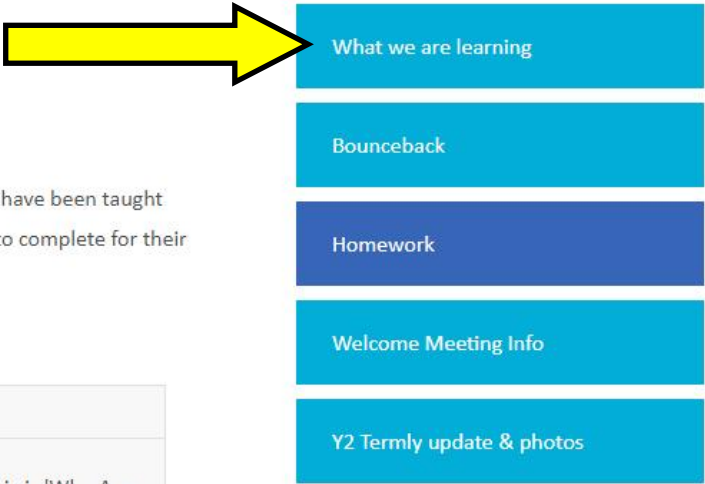 What we are learning
Bounceback
have been taught
to complete for their
Homework
Welcome Meeting Info
Y2 Termly update & photos